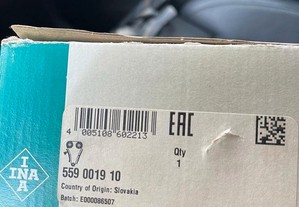 INA
4 005108 602213
EAC
Qty
1
559 0019 10
Country of Origin: Slovakia
Batch: E000086507